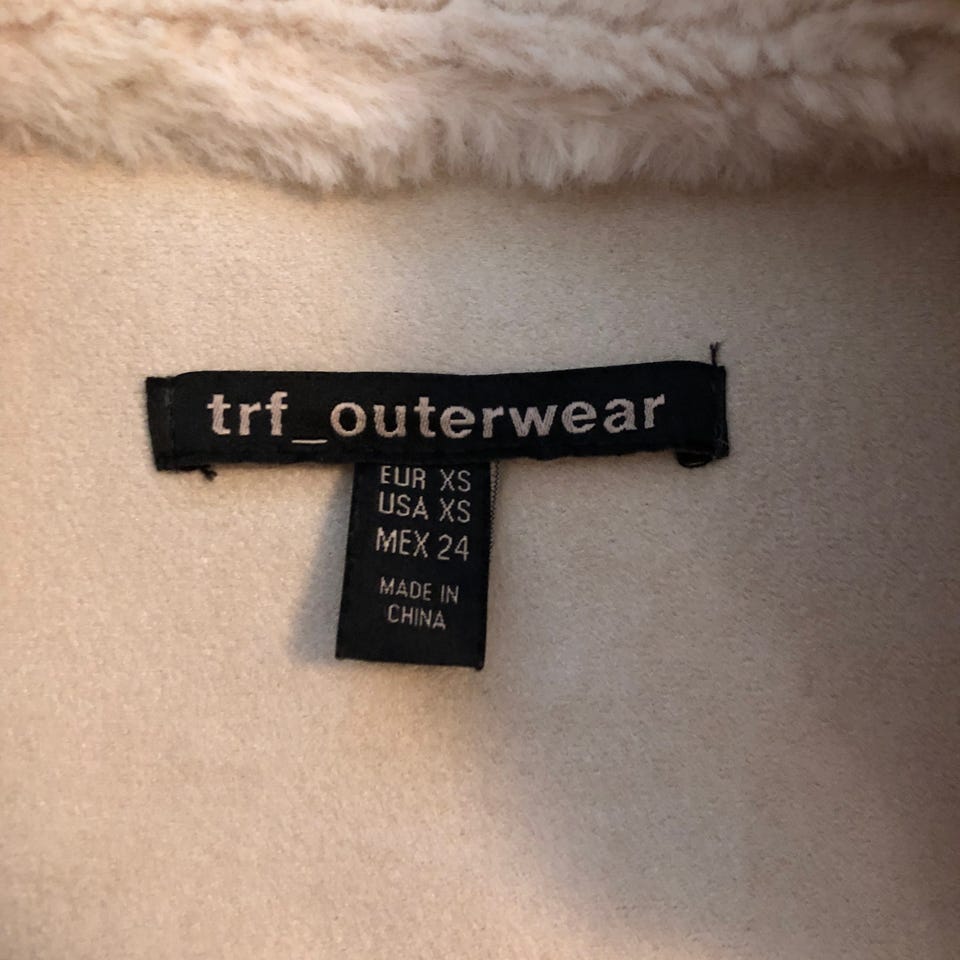 trf_outerwear
EUR XS
USA XS
MEX 24
MADE IN
CHINA